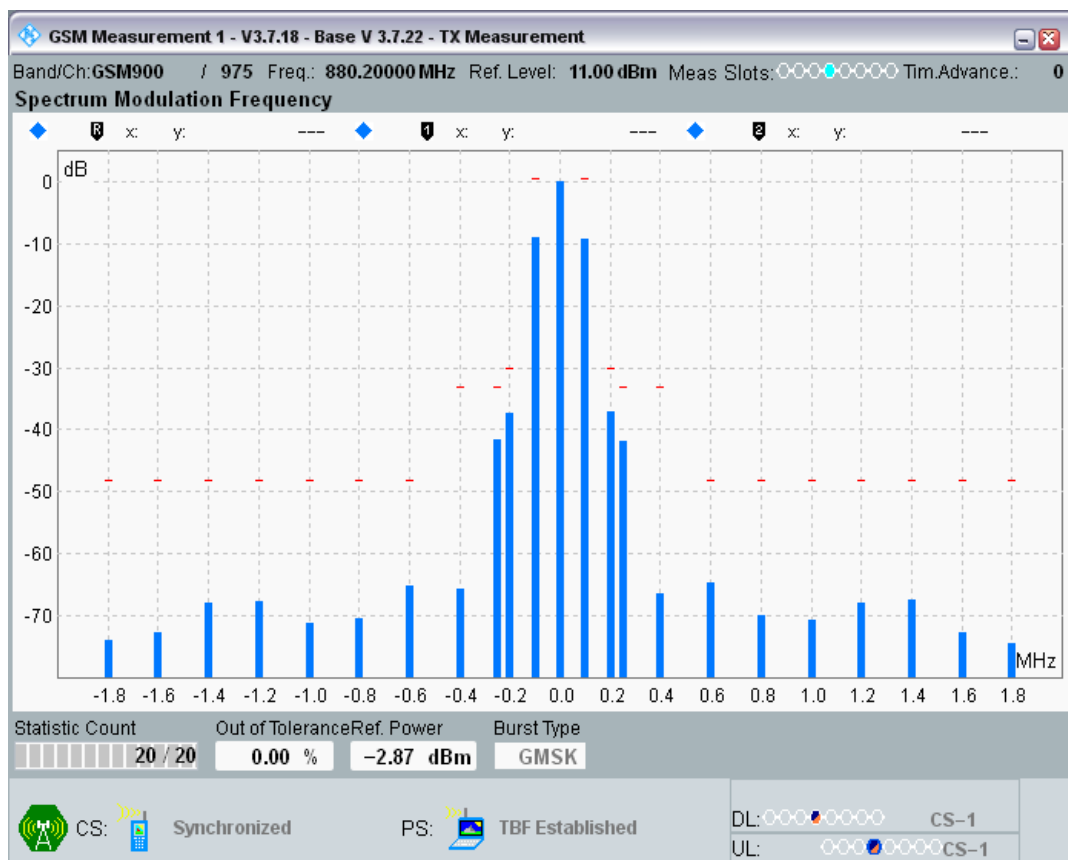 GSM Measurement 1 - V3.7.18 - Base V 3.7.22 - TX Measurement
Band/Ch:GSM900 / 975 Freq.: 880.20000 MHz Ref. Level: 11.00 dBm Meas Slots: Tim.Advance.: 0
Spectrum Modulation Frequency
R x: y: --- 1 x: y: --- 2 x: y: ---
dB
0
-10
-20
-30
-40
-50
-60
-70
MHz
-1.8 -1.6 -1.4 -1.2 -1.0 -0.8 -0.6 -0.4 -0.2 0.0 0.2 0.4 0.6 0.8 1.0 1.2 1.4 1.6 1.8
Statistic Count Out of Tolerance Ref. Power Burst Type
20 / 20 0.00 % −2.87 dBm GMSK
CS: Synchronized PS: TBF Established DL: CS−1
UL: CS−1